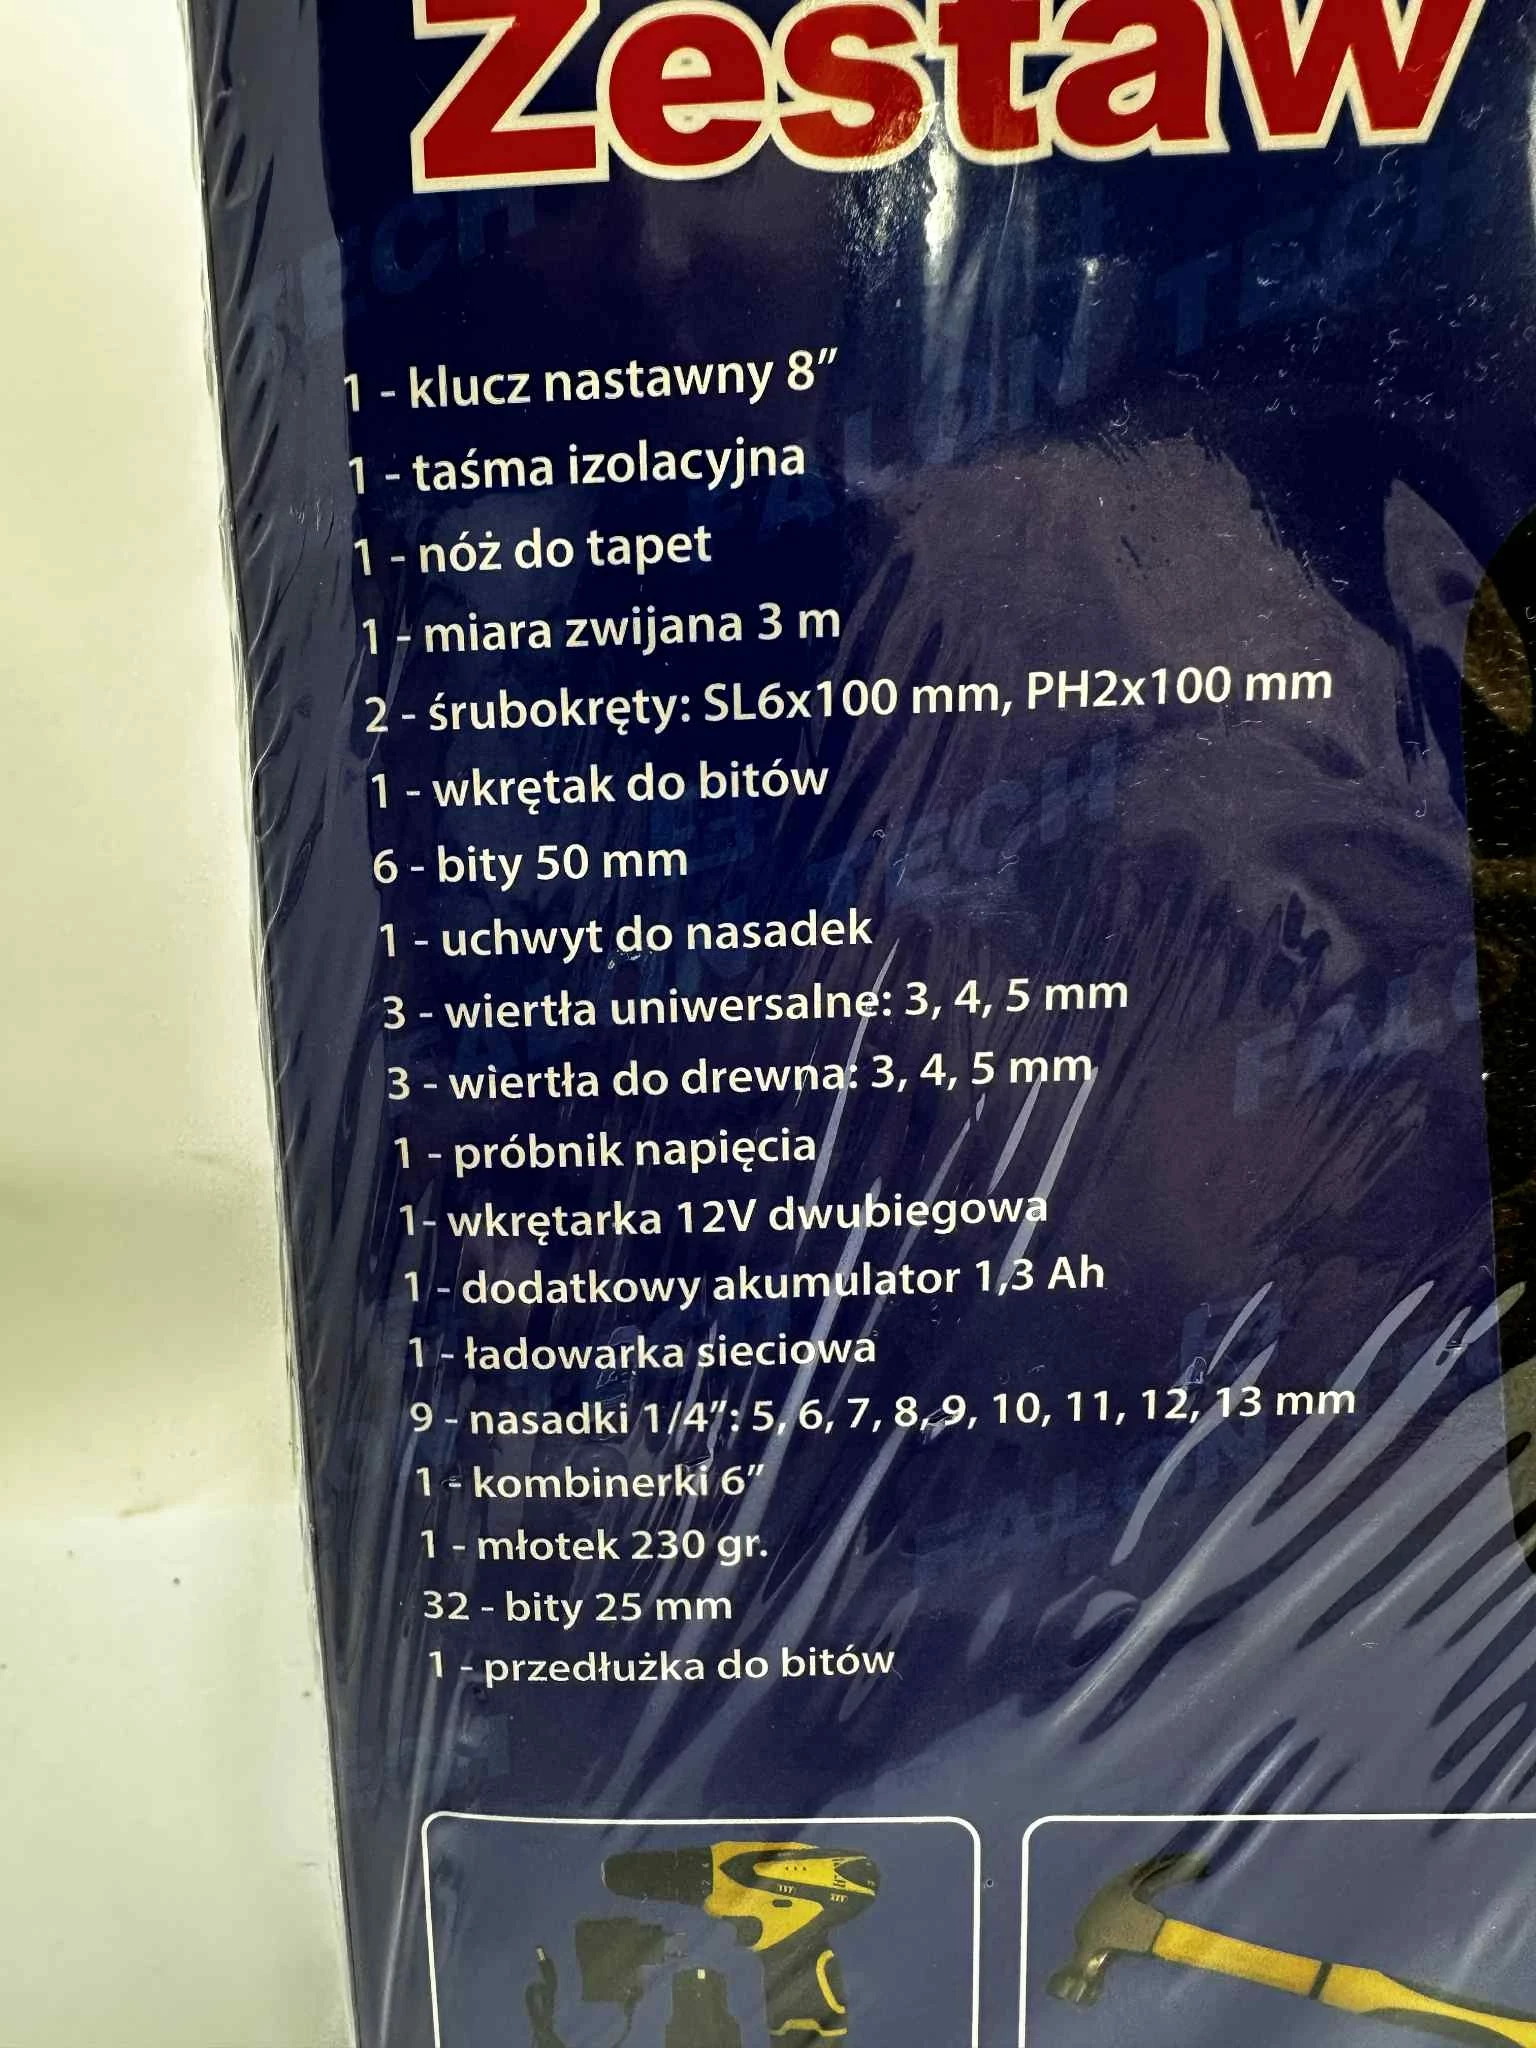 Zestaw
1 - klucz nastawny 8”
1 - taśma izolacyjna
1 - nóż do tapet
1 - miara zwijana 3 m
2 - śrubokręty: SL6x100 mm, PH2x100 mm
1 - wkrętak do bitów
6 - bity 50 mm
1 - uchwyt do nasadek
3 - wiertła uniwersalne: 3, 4, 5 mm
3 - wiertła do drewna: 3, 4, 5 mm
1 - próbnik napięcia
1- wkrętarka 12V dwubiegowa
1 - dodatkowy akumulator 1,3 Ah
1 - ładowarka sieciowa
9 - nasadki 1/4”: 5, 6, 7, 8, 9, 10, 11, 12, 13 mm
1 - kombinerki 6”
1 - młotek 230 gr.
32 - bity 25 mm
1 - przedłużka do bitów